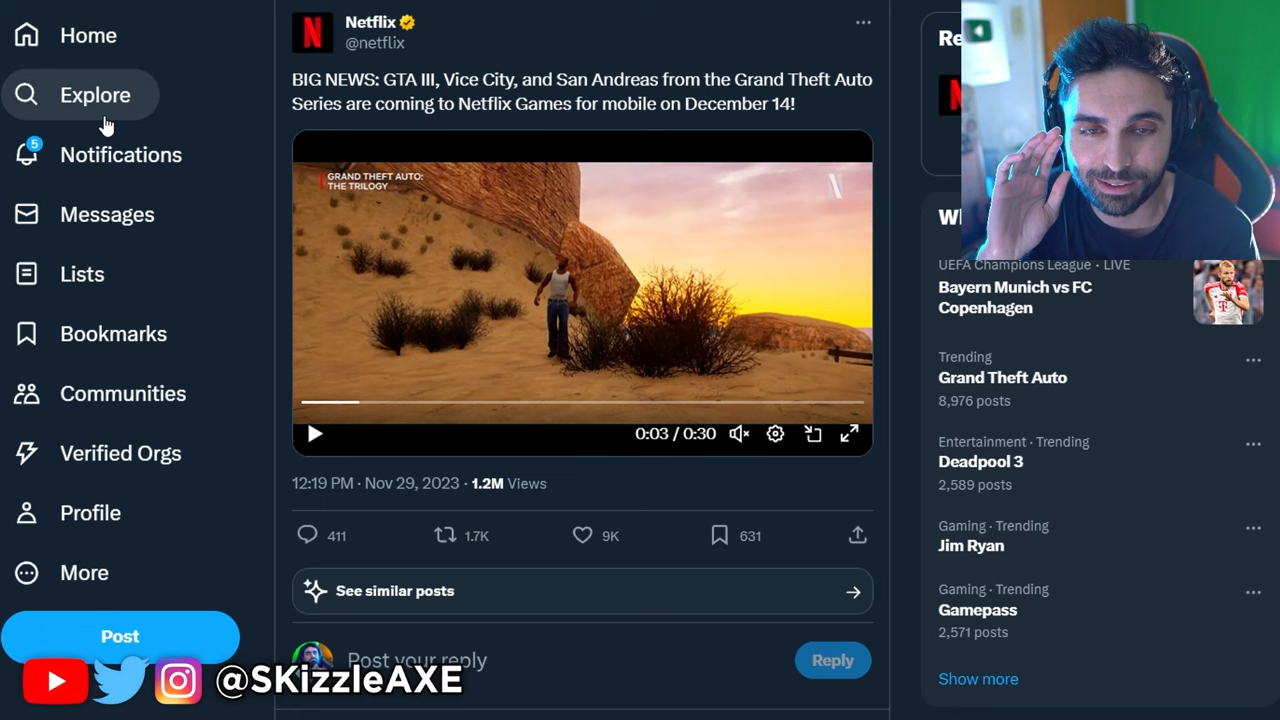 Home
Explore
5
Notifications
Messages
Lists
Bookmarks
Communities
Verified Orgs
Profile
More
Post
N
Netflix
@netflix
BIG NEWS: GTA III, Vice City, and San Andreas from the Grand Theft Auto
Series are coming to Netflix Games for mobile on December 14!
GRAND THEFT AUTO:
THE TRILOGY
N
0:03 / 0:30
12:19 PM · Nov 29, 2023 · 1.2M Views
411
1.7K
9K
631
See similar posts
Post your reply
Reply
Re
UEFA Champions League · LIVE
Bayern Munich vs FC
Copenhagen
Trending
Grand Theft Auto
8,976 posts
Entertainment · Trending
Deadpool 3
2,589 posts
Gaming · Trending
Jim Ryan
Gaming · Trending
Gamepass
2,571 posts
Show more
@SKizzleAXE